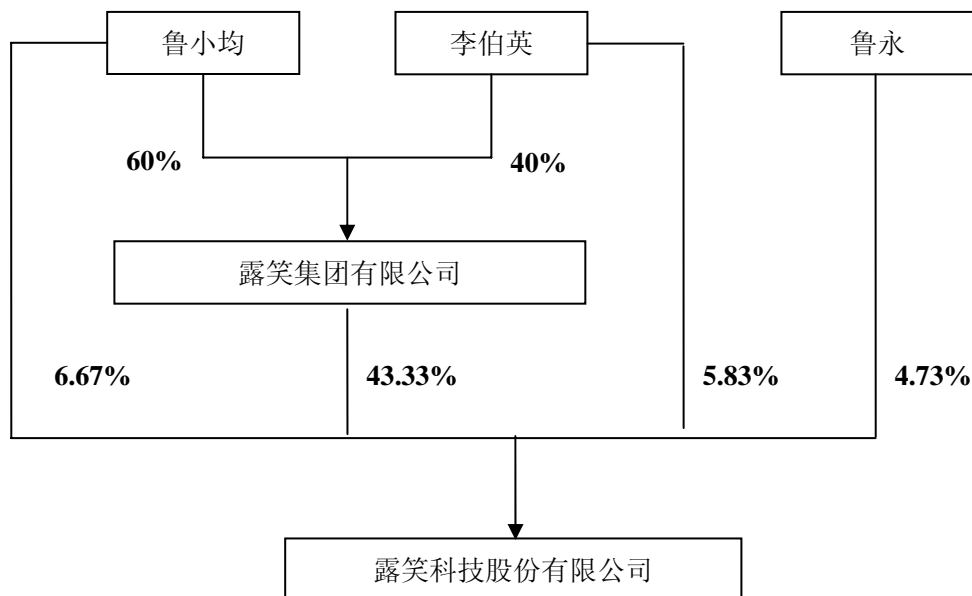 鲁小均
李伯英
鲁永
60%
40%
露笑集团有限公司
6.67%
43.33%
5.83%
4.73%
露笑科技股份有限公司